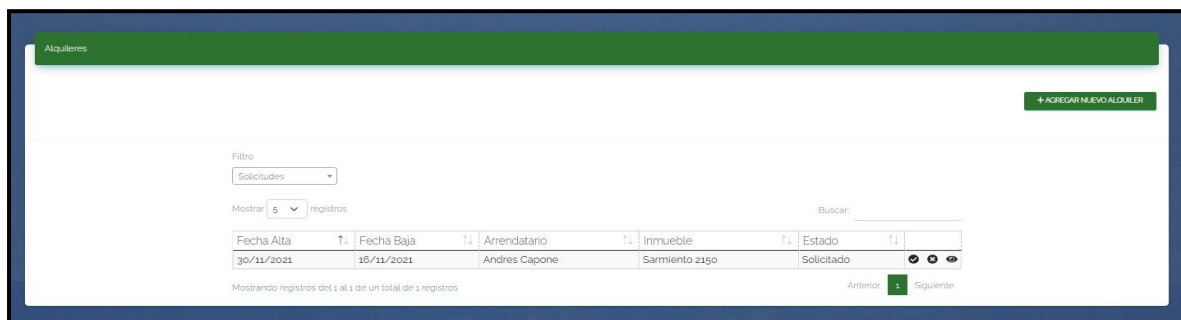 Alquileres
+ AGREGAR NUEVO ALQUILER
Filtro
Solicitudes
Mostrar 5 registros
Buscar:
Fecha Alta Fecha Baja Arrendatario Inmueble Estado
30/11/2021 16/11/2021 Andres Capone Sarmiento 2150 Solicitado
Mostrando registros del 1 al 1 de un total de 1 registros
Anterior 1 Siguiente